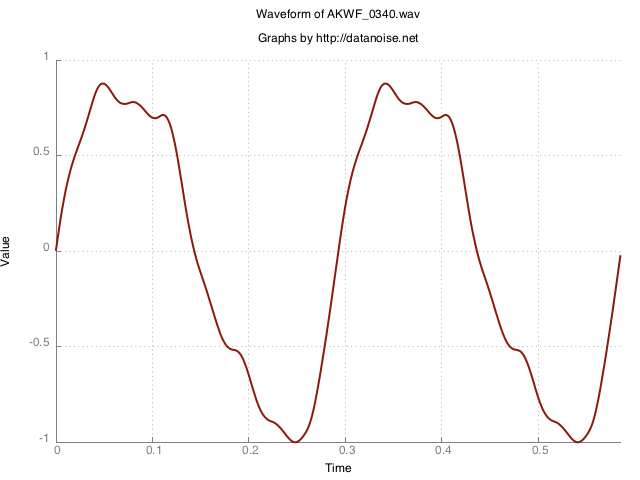 Waveform of AKWF_0340.wav
Graphs by http://datanoise.net
1
0.5
0
-0.5
-1
Value
0 0.1 0.2 0.3 0.4 0.5
Time